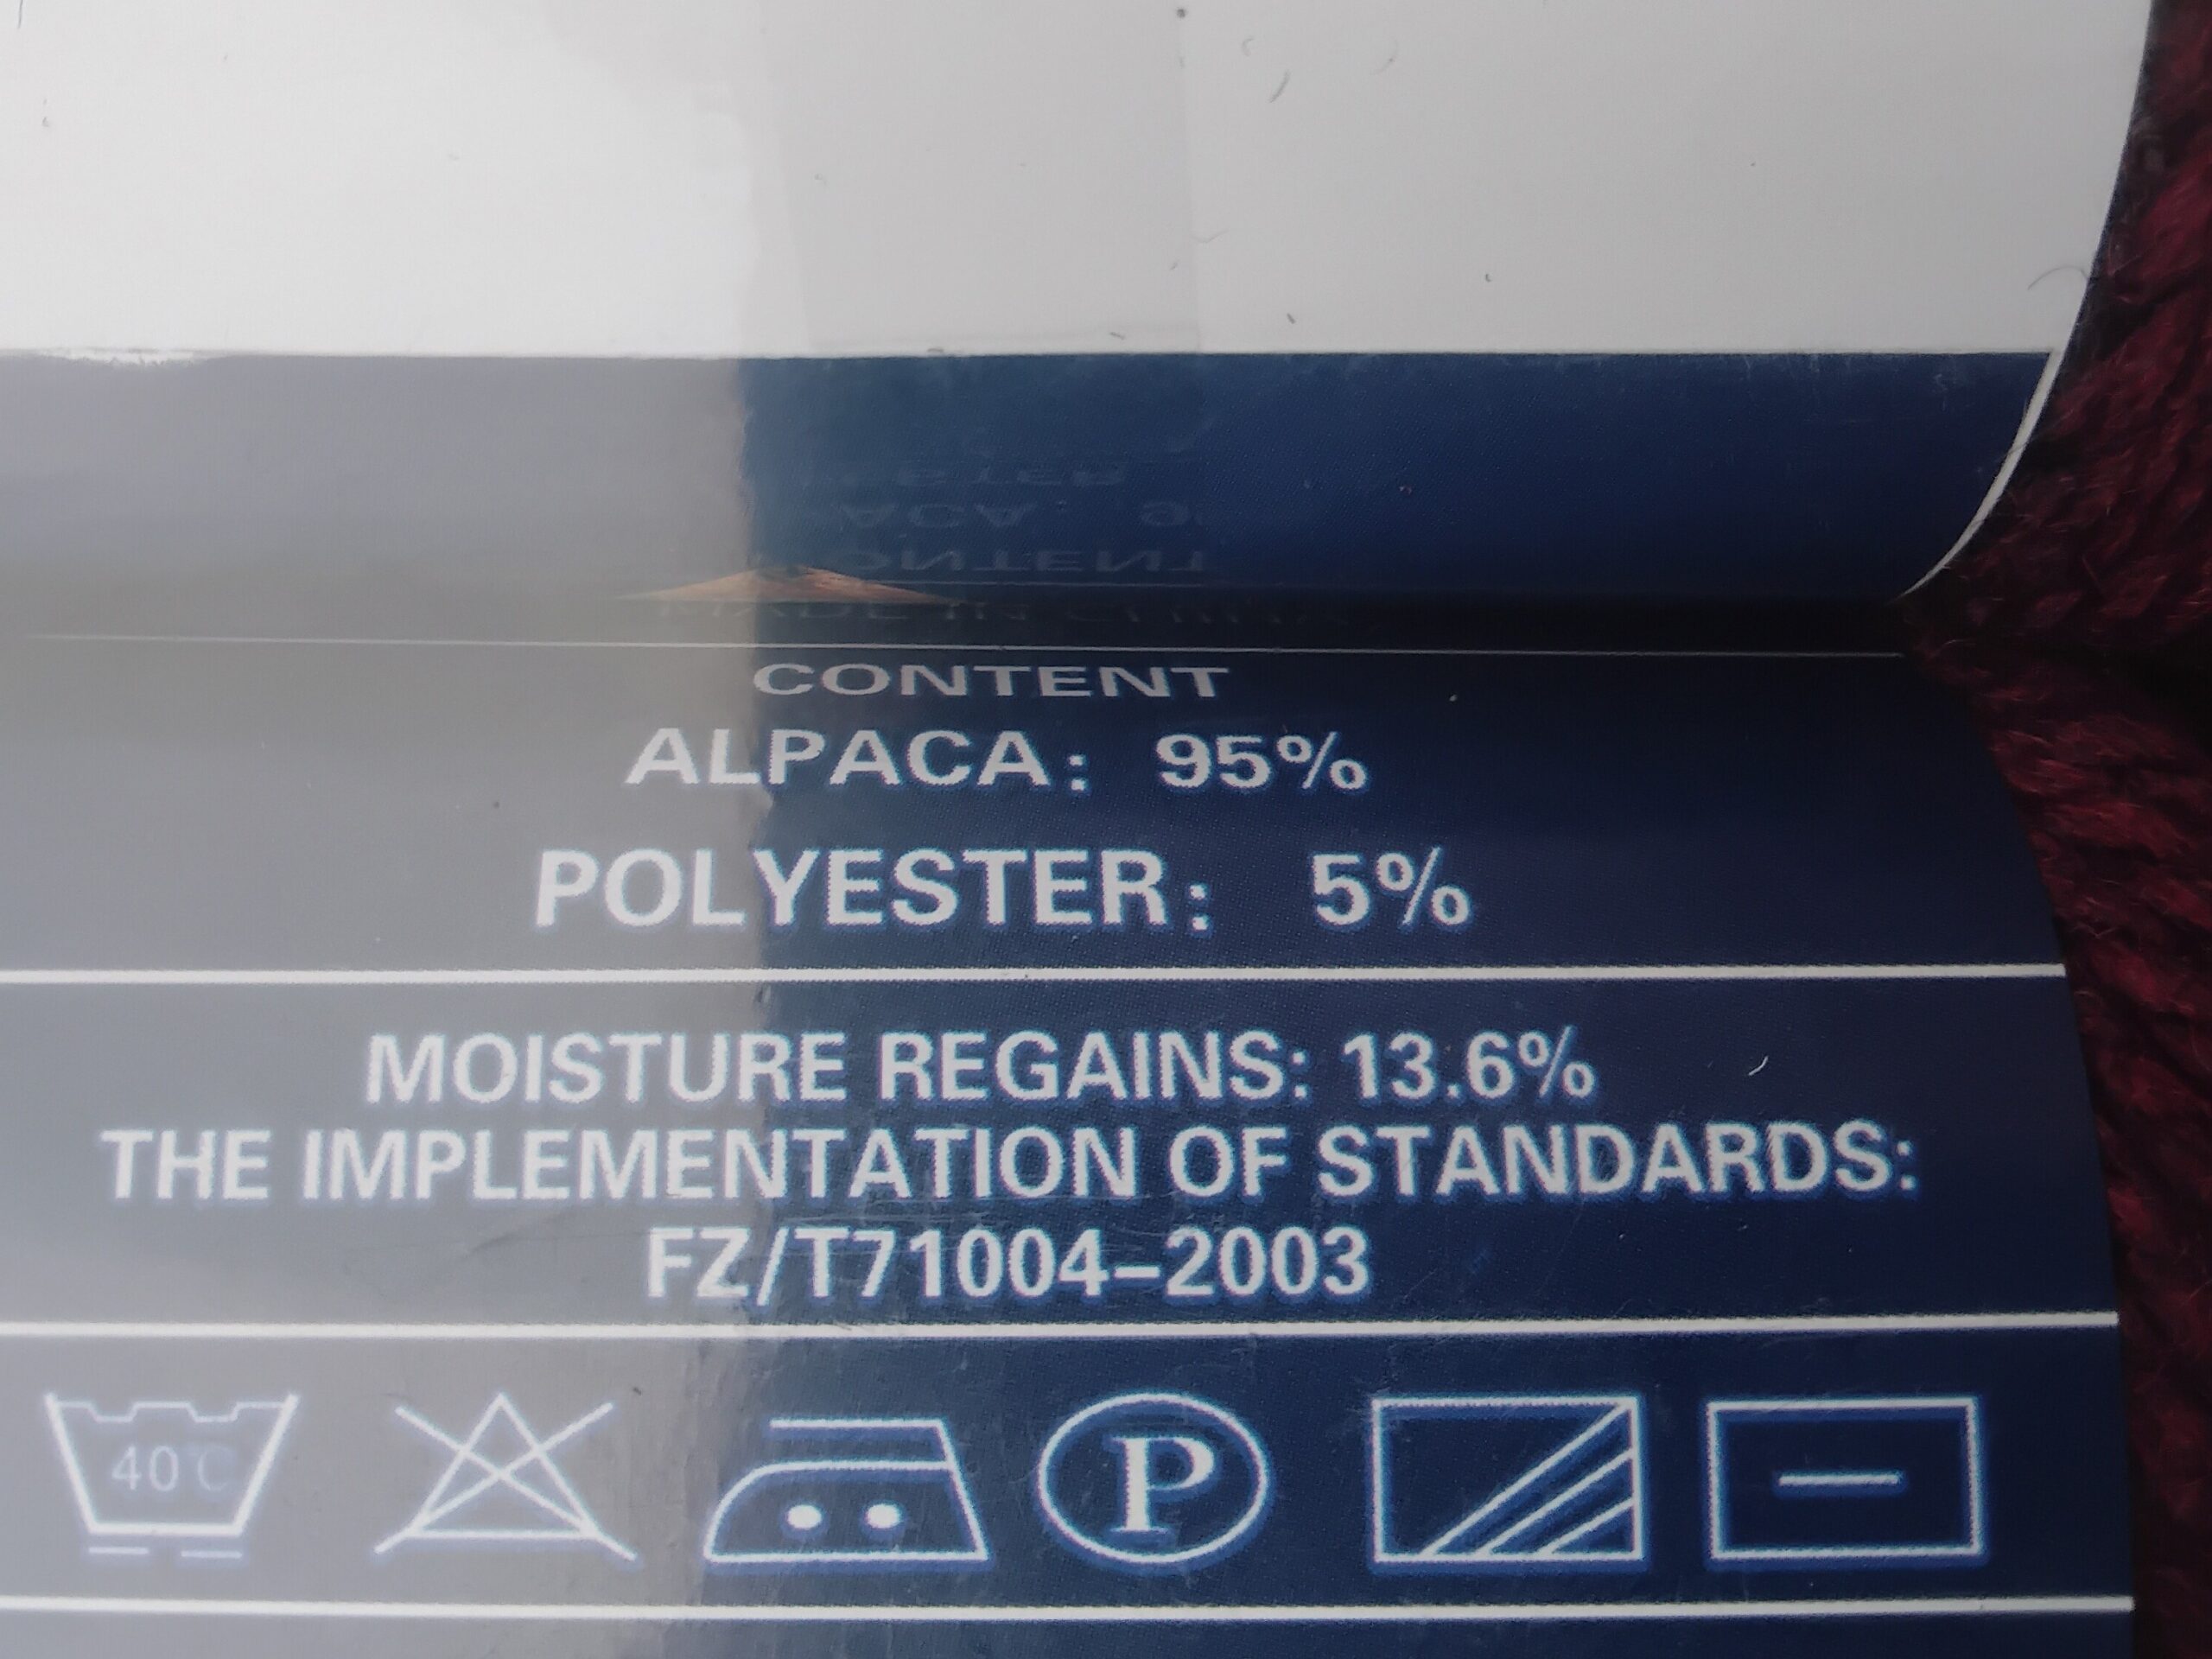 CONTENT
ALPACA: 95%
POLYESTER: 5%
MOISTURE REGAINS: 13.6%
THE IMPLEMENTATION OF STANDARDS:
FZ/T71004-2003
40℃
P